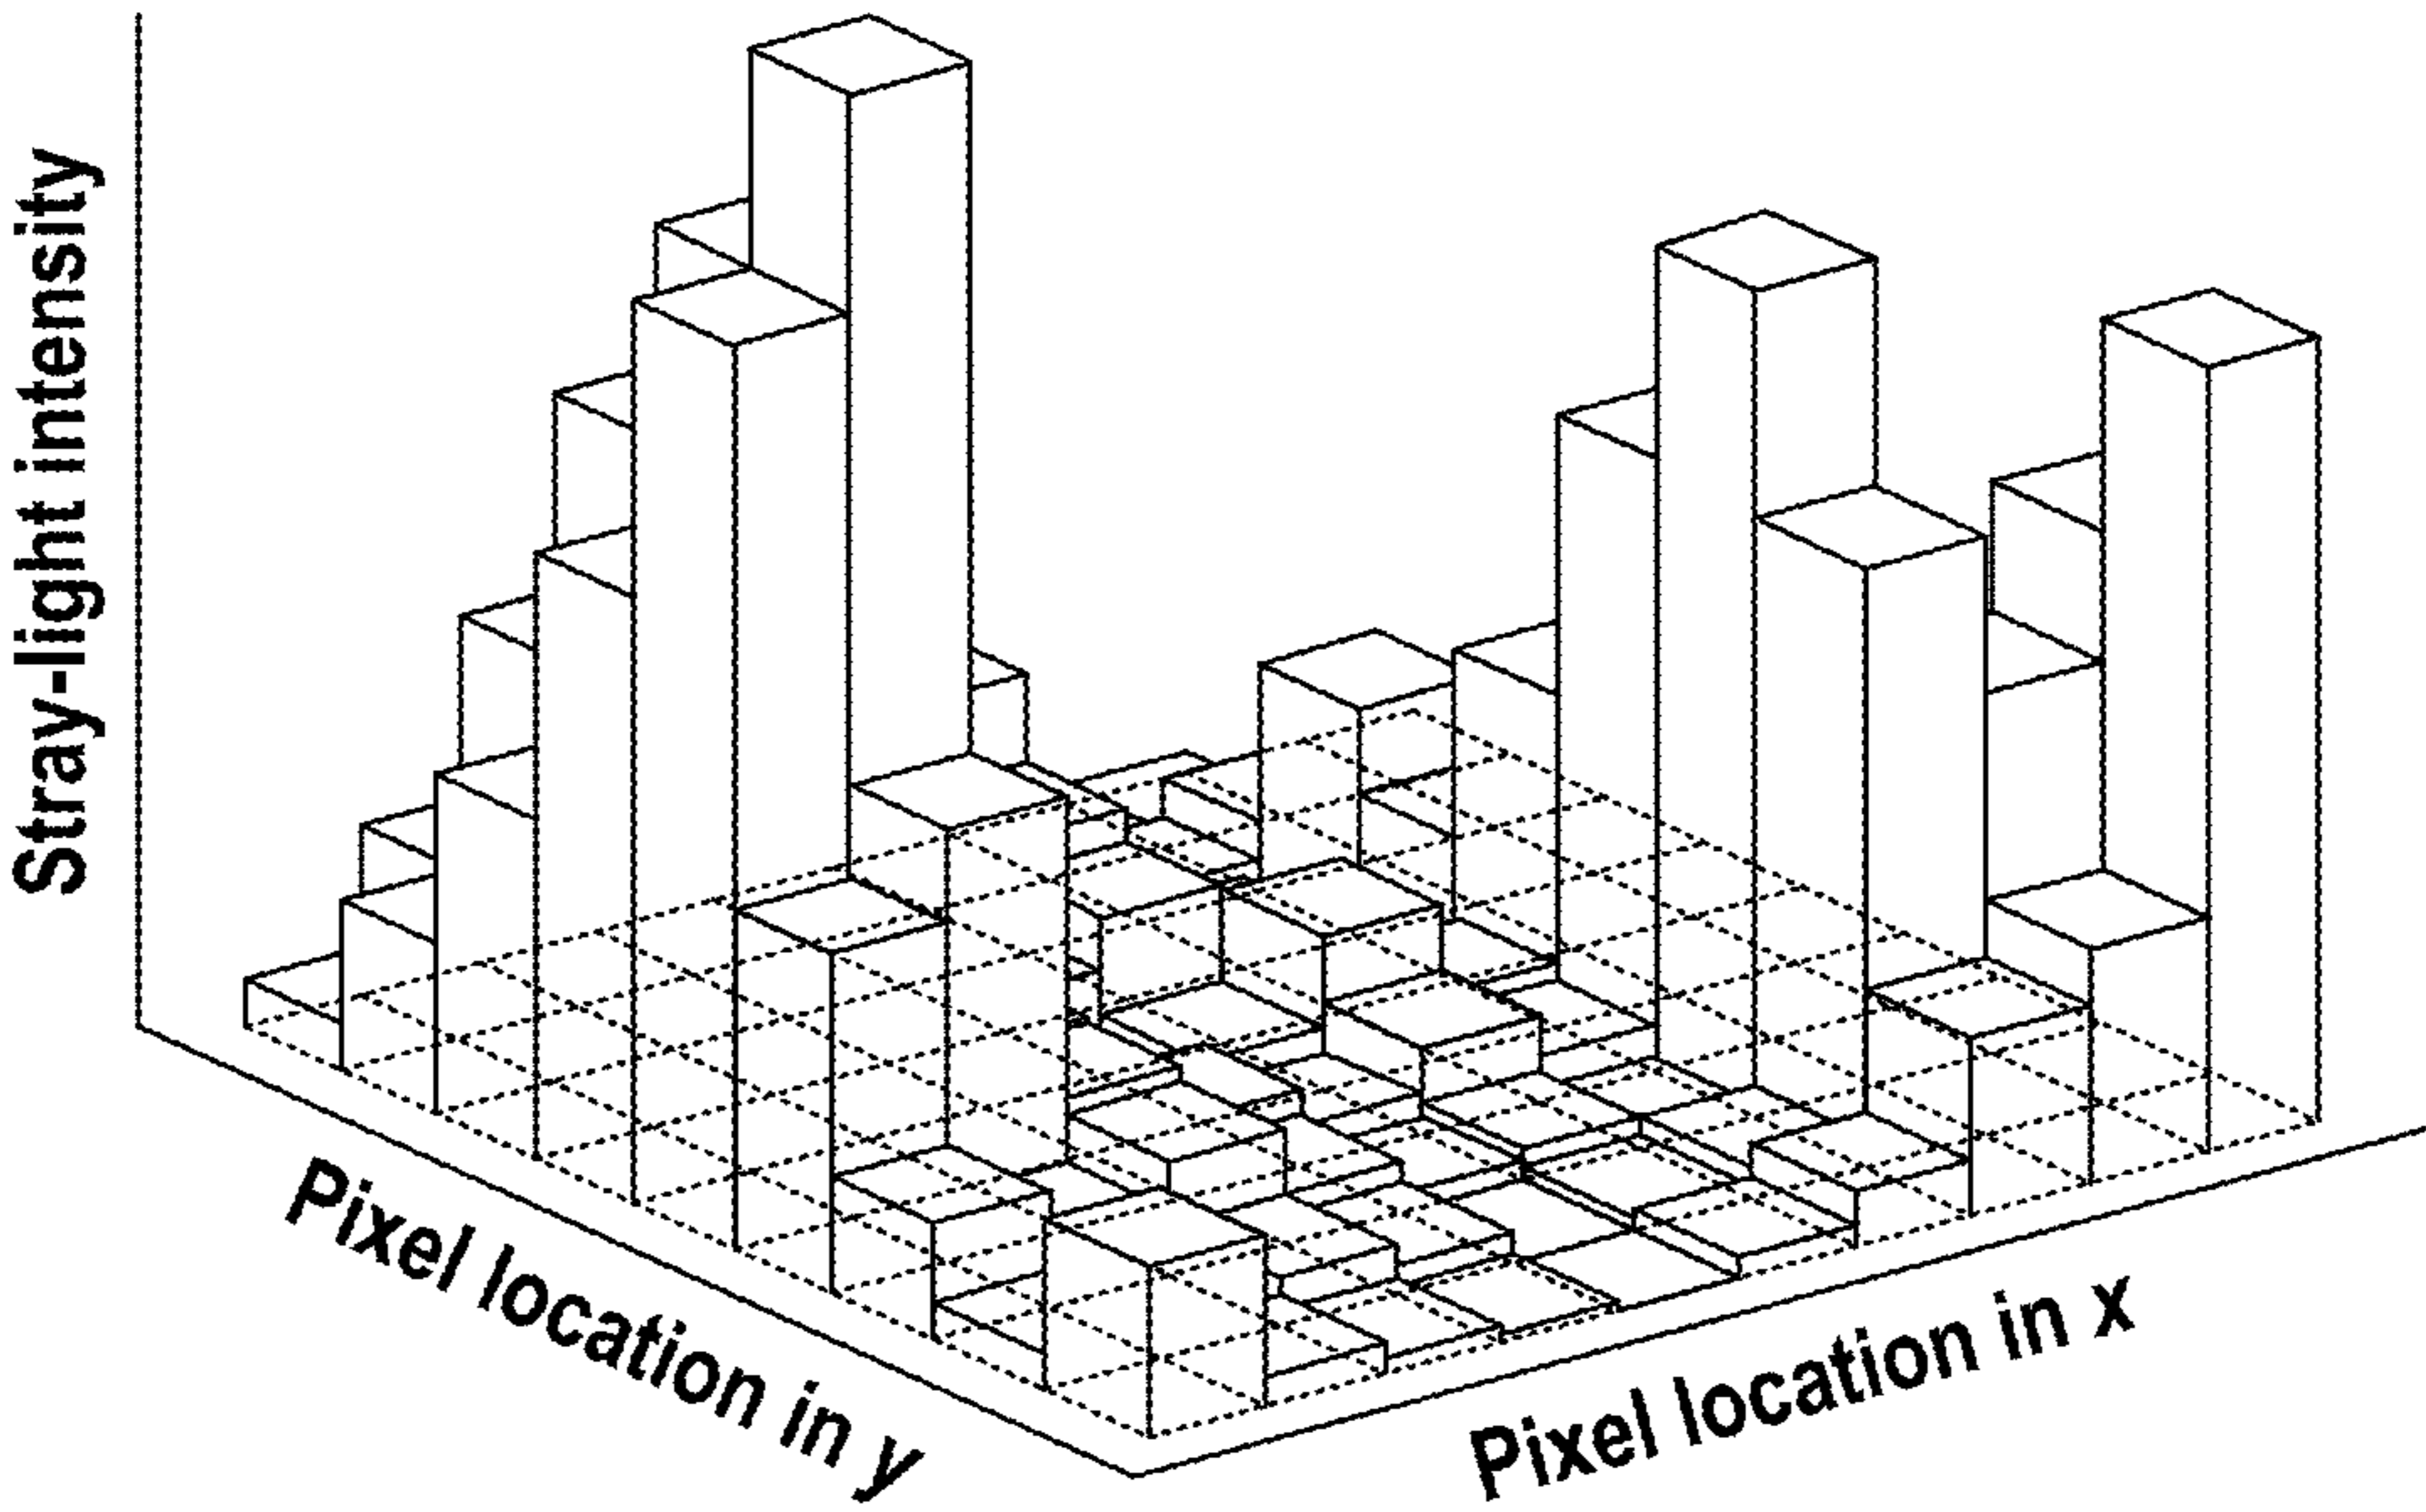 Stray-light intensity
Pixel location in y
Pixel location in x